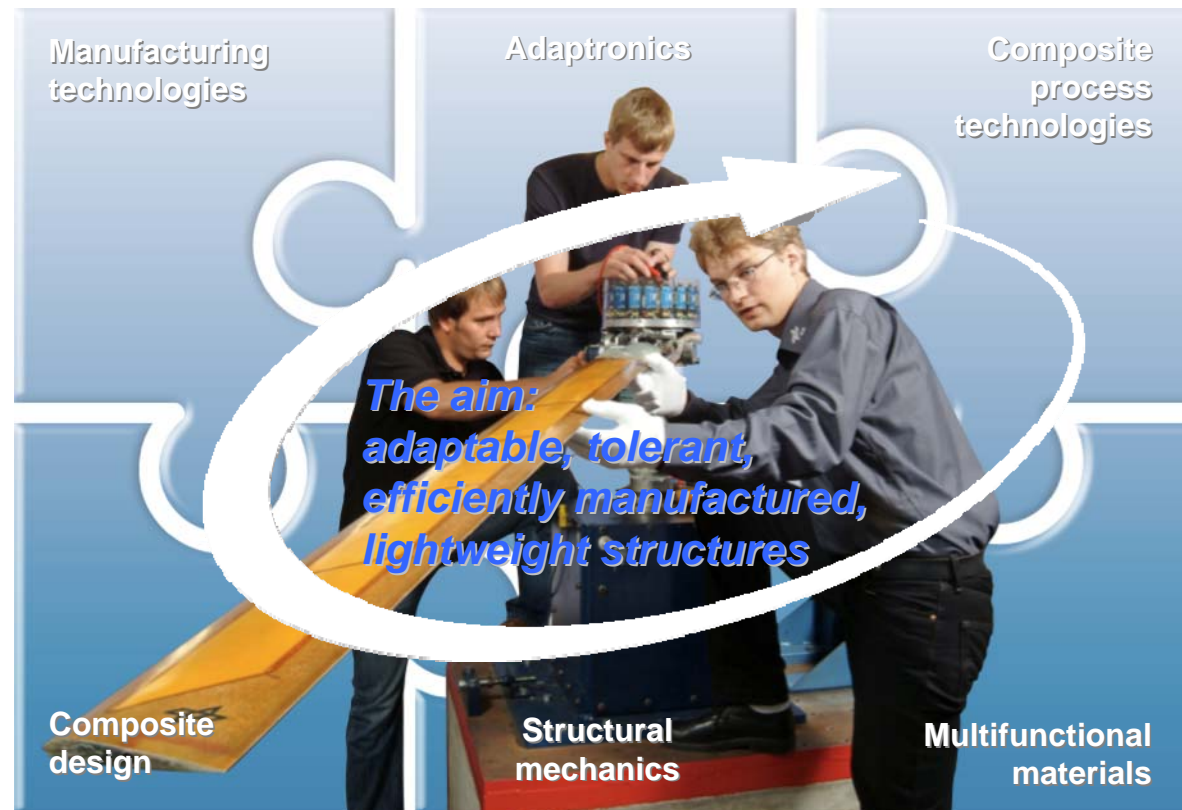 Manufacturing
technologies
Adaptronics
Composite
process
technologies
The aim:
adaptable, tolerant,
efficiently manufactured,
lightweight structures
Composite
design
Structural
mechanics
Multifunctional
materials